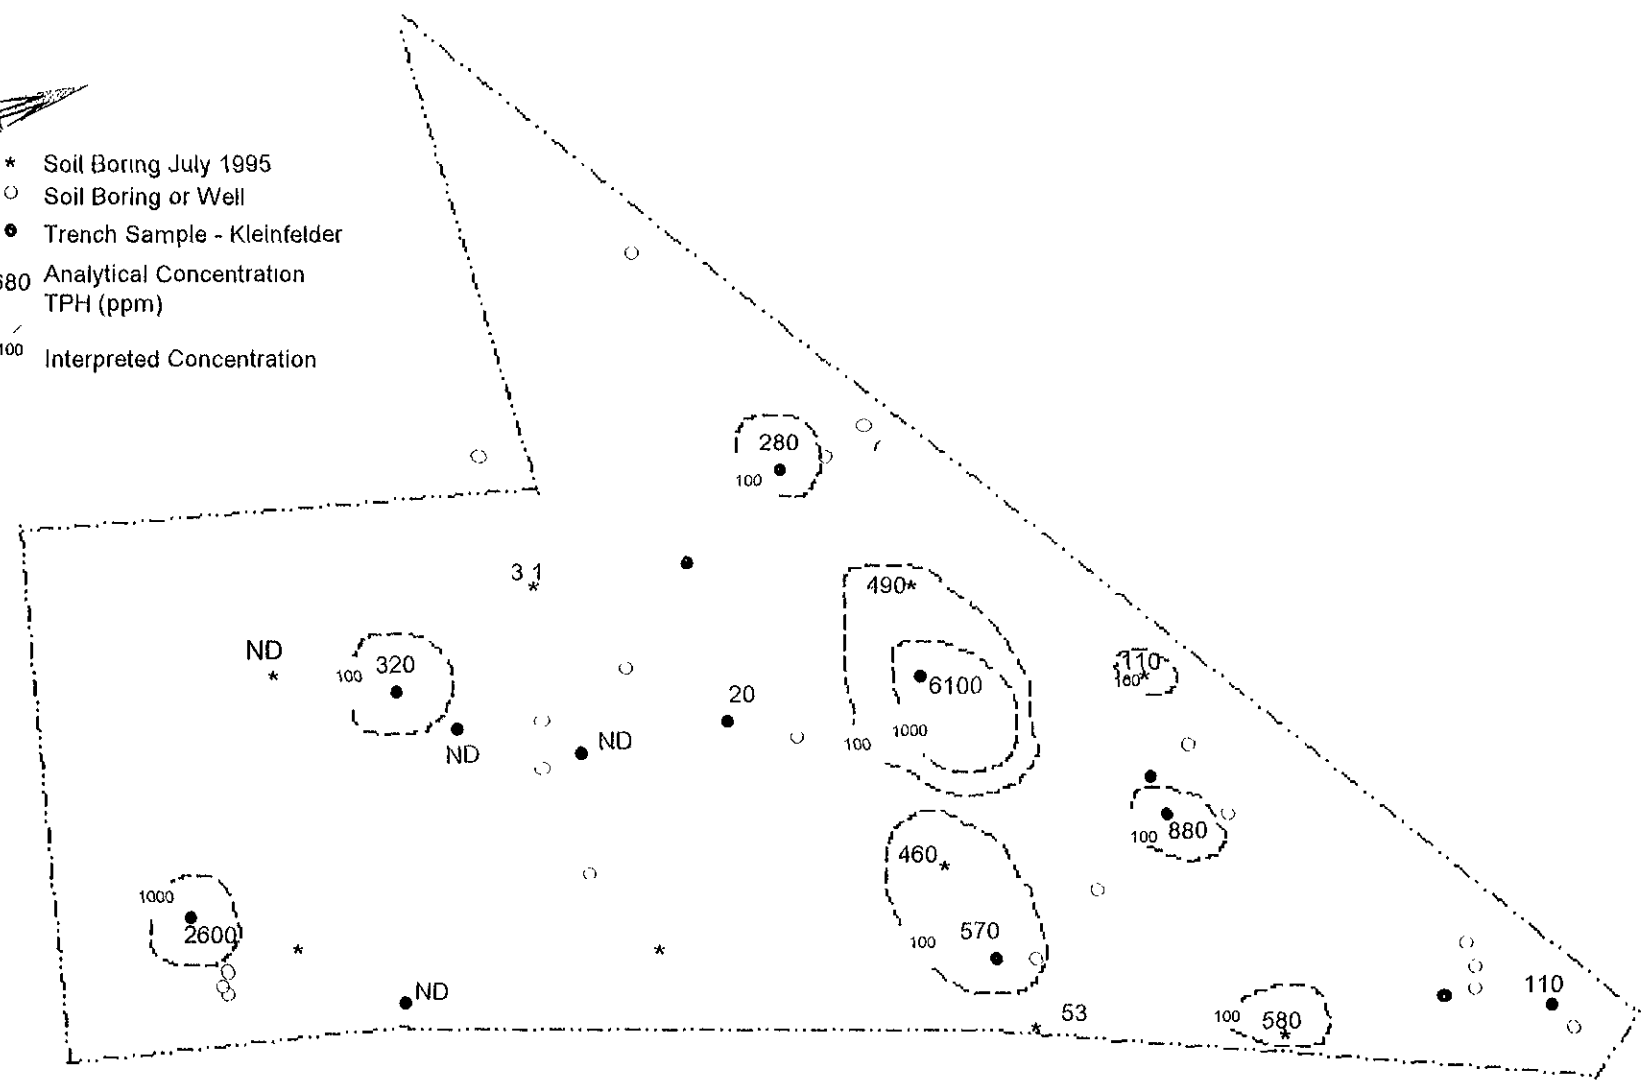 * Soil Boring July 1995
Soil Boring or Well
Trench Sample - Kleinfelder
680 Analytical Concentration
TPH (ppm)
100 Interpreted Concentration
280
100
3 1
490*
ND
*
320
100
110
*
6100
20
ND
ND
1000
100
880
100
460
*
1000
2600
570
100
*
*
ND
110
53
*
100
580
*